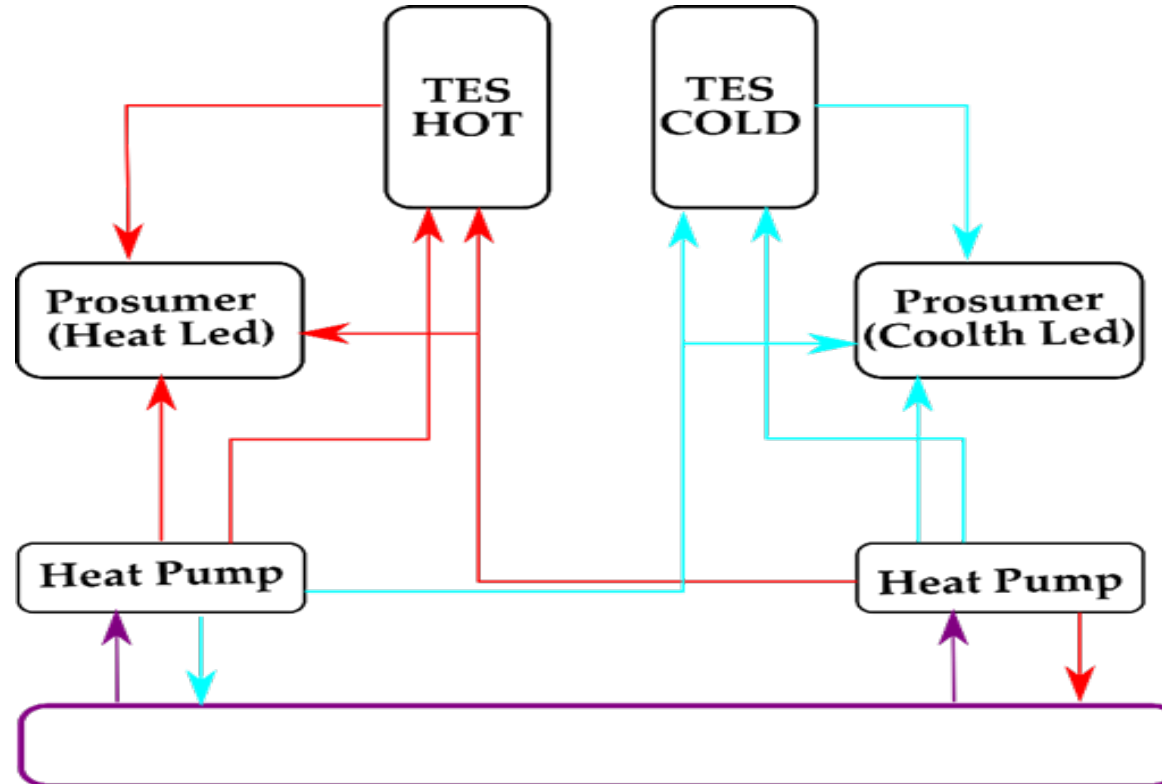 TES
HOT
TES
COLD
Prosumer
(Heat Led)
Prosumer
(Coolth Led)
Heat Pump
Heat Pump